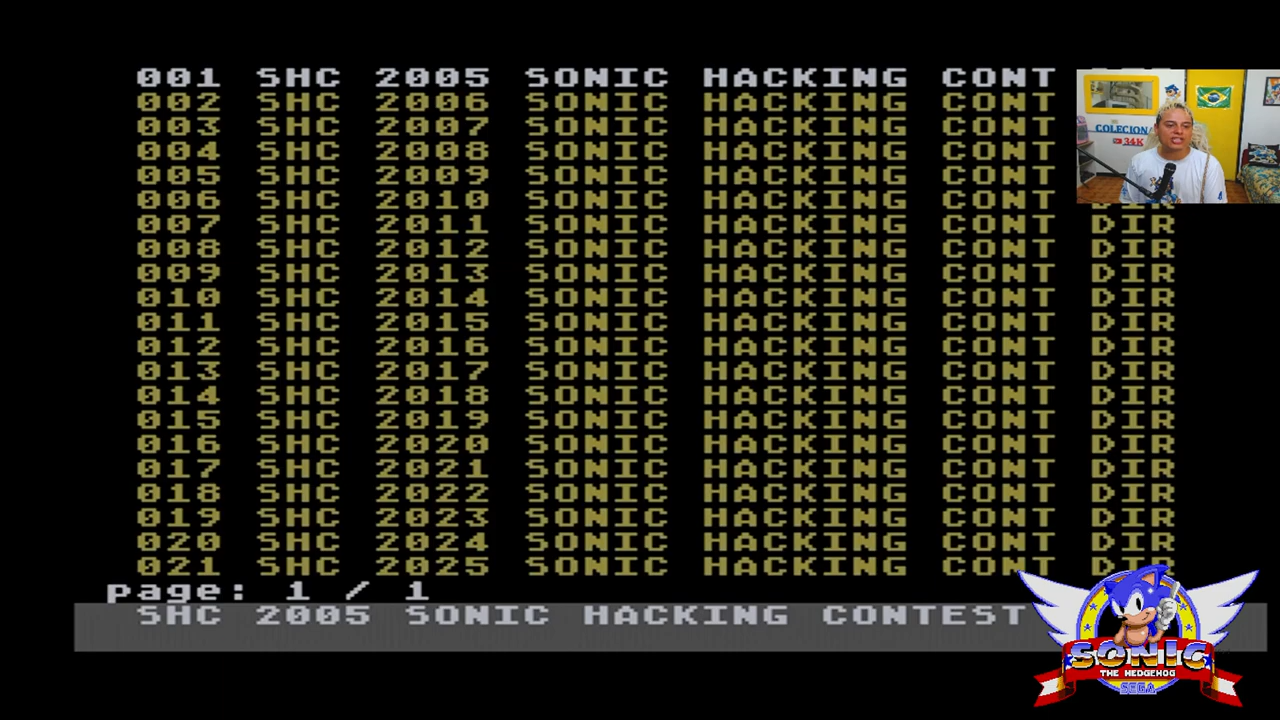 001 SHC 2005 SONIC HACKING CONT
002 SHC 2006 SONIC HACKING CONT
003 SHC 2007 SONIC HACKING CONT
004 SHC 2008 SONIC HACKING CONT
005 SHC 2009 SONIC HACKING CONT
006 SHC 2010 SONIC HACKING CONT DIR
007 SHC 2011 SONIC HACKING CONT DIR
008 SHC 2012 SONIC HACKING CONT DIR
009 SHC 2013 SONIC HACKING CONT DIR
010 SHC 2014 SONIC HACKING CONT DIR
011 SHC 2015 SONIC HACKING CONT DIR
012 SHC 2016 SONIC HACKING CONT DIR
013 SHC 2017 SONIC HACKING CONT DIR
014 SHC 2018 SONIC HACKING CONT DIR
015 SHC 2019 SONIC HACKING CONT DIR
016 SHC 2020 SONIC HACKING CONT DIR
017 SHC 2021 SONIC HACKING CONT DIR
018 SHC 2022 SONIC HACKING CONT DIR
019 SHC 2023 SONIC HACKING CONT DIR
020 SHC 2024 SONIC HACKING CONT DIR
021 SHC 2025 SONIC HACKING CONT DIR
page: 1 / 1
SHC 2005 SONIC HACKING CONTEST
COLECION
34K
SONIC
THE HEDGEHOG
SEGA